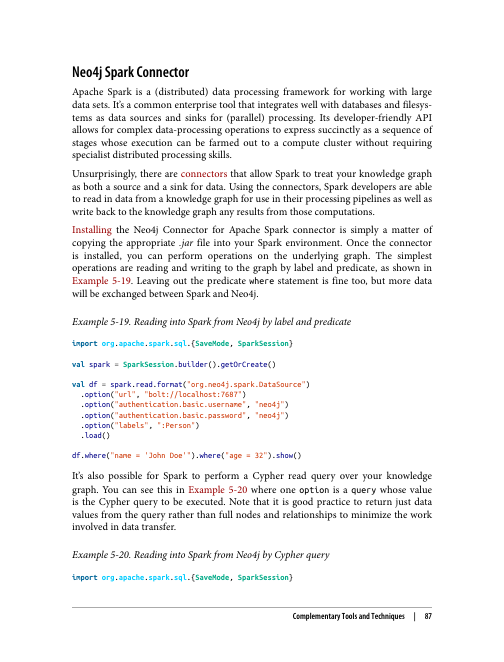 Neo4j Spark Connector
Apache Spark is a (distributed) data processing framework for working with large
data sets. It's a common enterprise tool that integrates well with databases and filesys-
tems as data sources and sinks for (parallel) processing. Its developer-friendly API
allows for complex data-processing operations to express succinctly as a sequence of
stages whose execution can be farmed out to a compute cluster without requiring
specialist distributed processing skills.
Unsurprisingly, there are connectors that allow Spark to treat your knowledge graph
as both a source and a sink for data. Using the connectors, Spark developers are able
to read in data from a knowledge graph for use in their processing pipelines as well as
write back to the knowledge graph any results from those computations.
Installing the Neo4j Connector for Apache Spark connector is simply a matter of
copying the appropriate .jar file into your Spark environment. Once the connector
is installed, you can perform operations on the underlying graph. The simplest
operations are reading and writing to the graph by label and predicate, as shown in
Example 5-19. Leaving out the predicate where statement is fine too, but more data
will be exchanged between Spark and Neo4j.
Example 5-19. Reading into Spark from Neo4j by label and predicate
import org.apache.spark.sql.{SaveMode, SparkSession}
val spark = SparkSession.builder().getOrCreate()
val df = spark.read.format("org.neo4j.spark.DataSource")
.option("url", "bolt://localhost:7687")
.option("authentication.basic.username", "neo4j")
.option("authentication.basic.password", "neo4j")
.option("labels", ":Person")
.load()
df.where("name = 'John Doe'").where("age = 32").show()
It's also possible for Spark to perform a Cypher read query over your knowledge
graph. You can see this in Example 5-20 where one option is a query whose value
is the Cypher query to be executed. Note that it is good practice to return just data
values from the query rather than full nodes and relationships to minimize the work
involved in data transfer.
Example 5-20. Reading into Spark from Neo4j by Cypher query
import org.apache.spark.sql.{SaveMode, SparkSession}
Complementary Tools and Techniques | 87